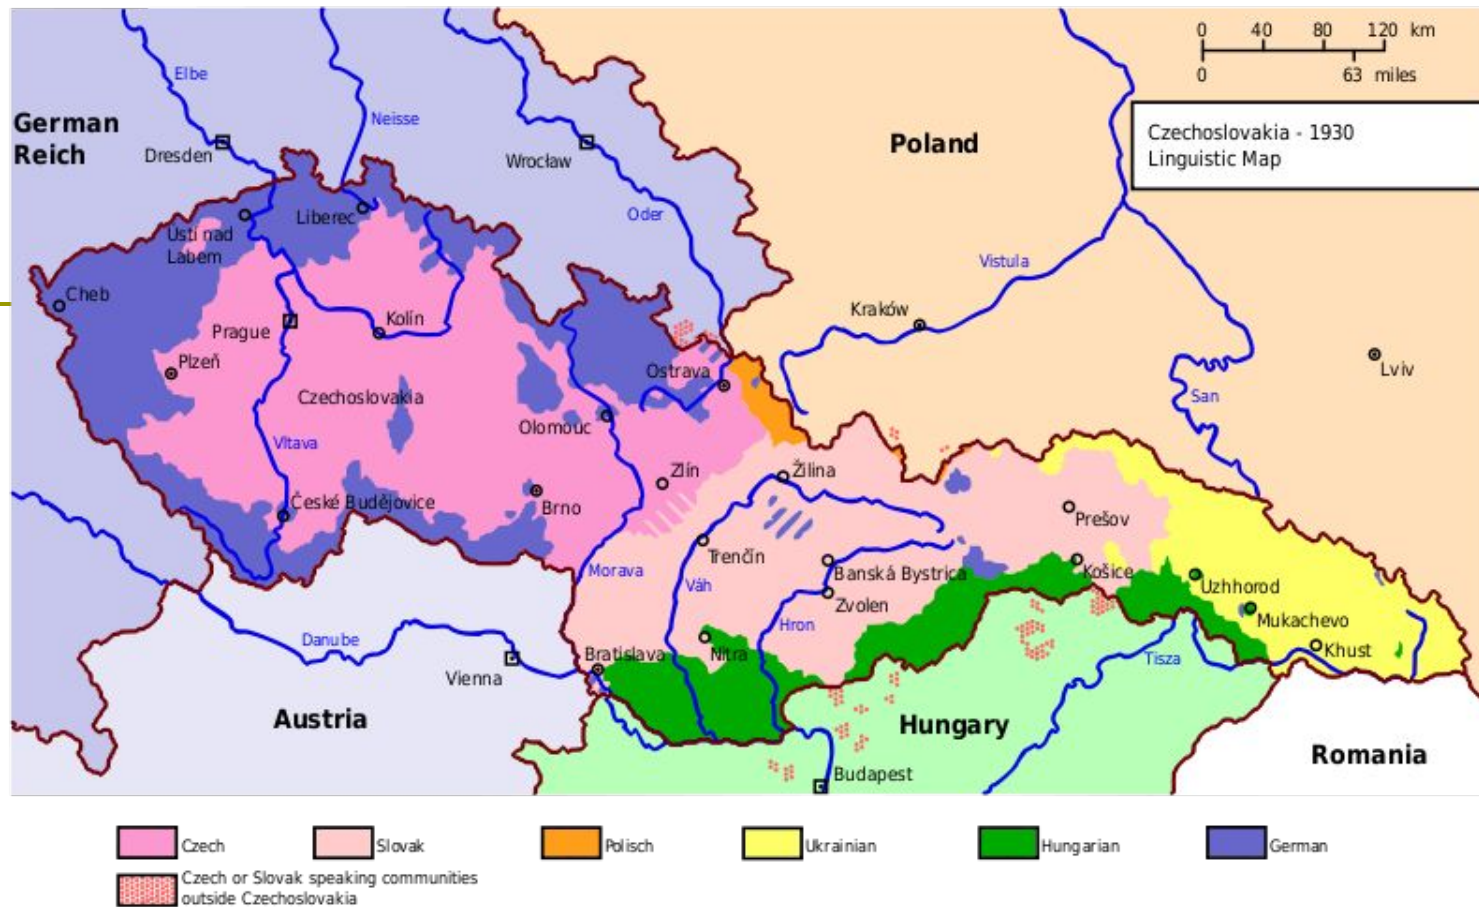 0 40 80 120 km
0 63 miles
Czechoslovakia - 1930
Linguistic Map
German
Reich
Elbe
Neisse
Dresden
Wrocław
Poland
Oder
Liberec
Ústí nad
Labem
Vistula
Cheb
Prague
Kolín
Kraków
Plzeň
Ostrava
Lviv
Czechoslovakia
San
Olomouc
Vltava
Zlín
Žilina
České Budějovice
Brno
Prešov
Trenčín
Morava
Váh
Banská Bystrica
Košice
Uzhhorod
Zvolen
Mukachevo
Hron
Danube
Bratislava
Nitra
Khust
Tisza
Vienna
Austria
Hungary
Romania
Budapest
Czech
Slovak
Polisch
Ukrainian
Hungarian
German
Czech or Slovak speaking communities
outside Czechoslovakia